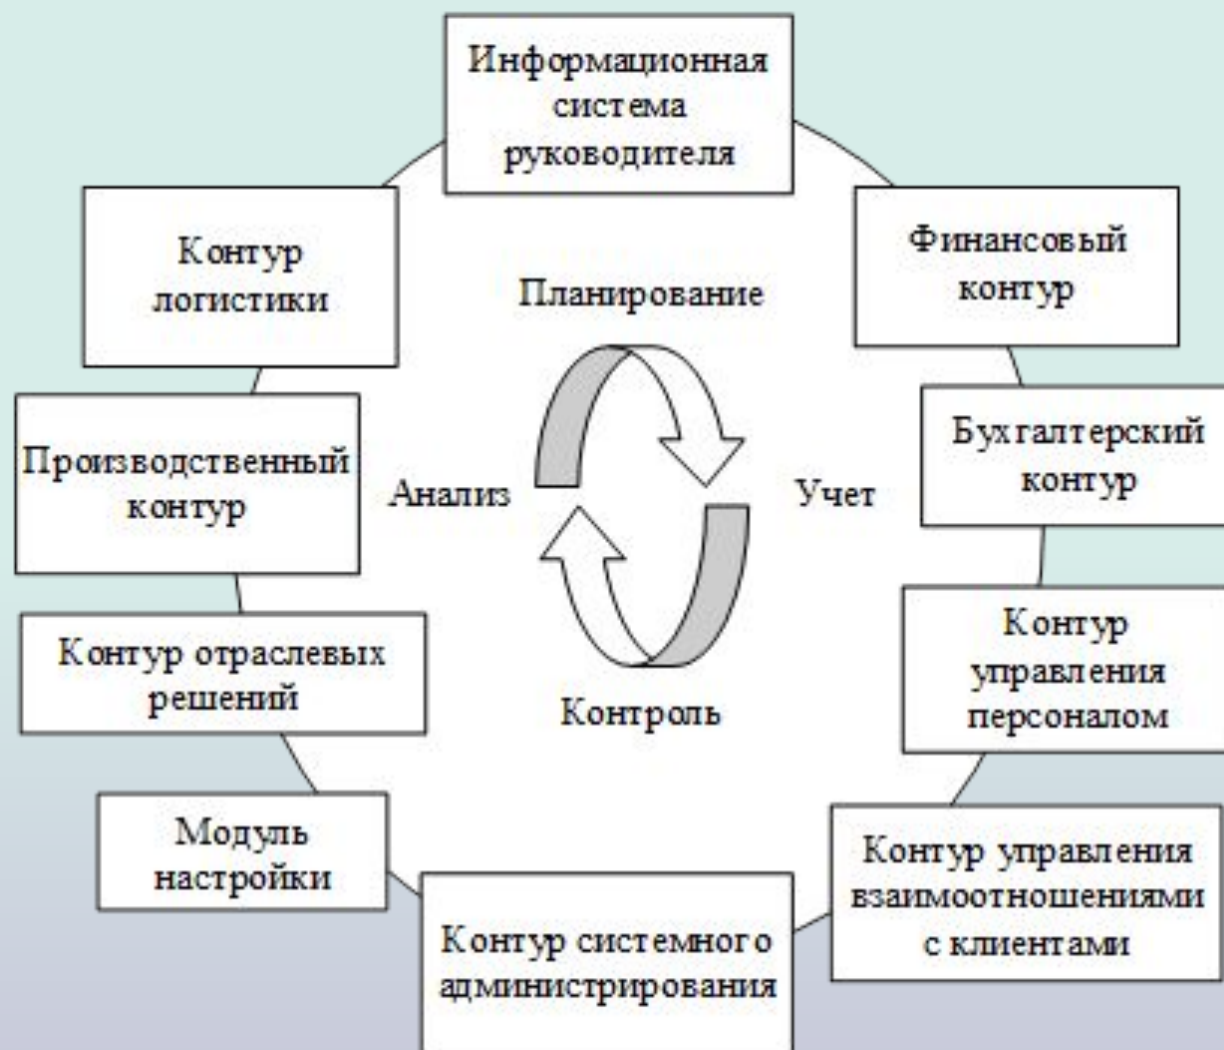 Информационная
система
руководителя
Контур
логистики
Финансовый
контур
Планирование
Производственный
контур
Анализ
Учет
Бухгалтерский
контур
Контур отраслевых
решений
Контроль
Контур
управления
персоналом
Модуль
настройки
Контур системного
администрирования
Контур управления
взаимоотношениями
с клиентами